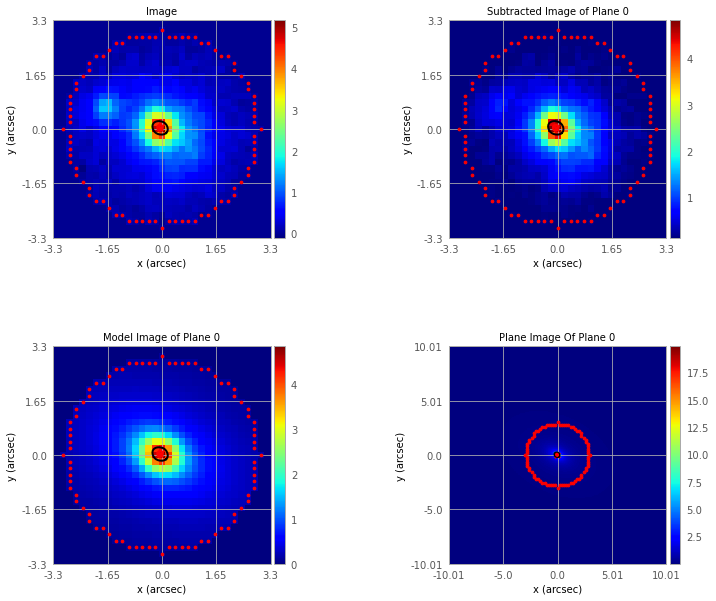 Image
3.3
1.65
0.0
-1.65
-3.3
y (arcsec)
-3.3 -1.65 0.0 1.65 3.3
x (arcsec)
5
4
3
2
1
0
Subtracted Image of Plane 0
3.3
1.65
0.0
-1.65
-3.3
y (arcsec)
-3.3 -1.65 0.0 1.65 3.3
x (arcsec)
4
3
2
1
Model Image of Plane 0
3.3
1.65
0.0
-1.65
-3.3
y (arcsec)
-3.3 -1.65 0.0 1.65 3.3
x (arcsec)
4
3
2
1
0
Plane Image Of Plane 0
10.01
5.01
0.0
-5.0
-10.01
y (arcsec)
-10.01 -5.0 0.0 5.01 10.01
x (arcsec)
17.5
15.0
12.5
10.0
7.5
5.0
2.5